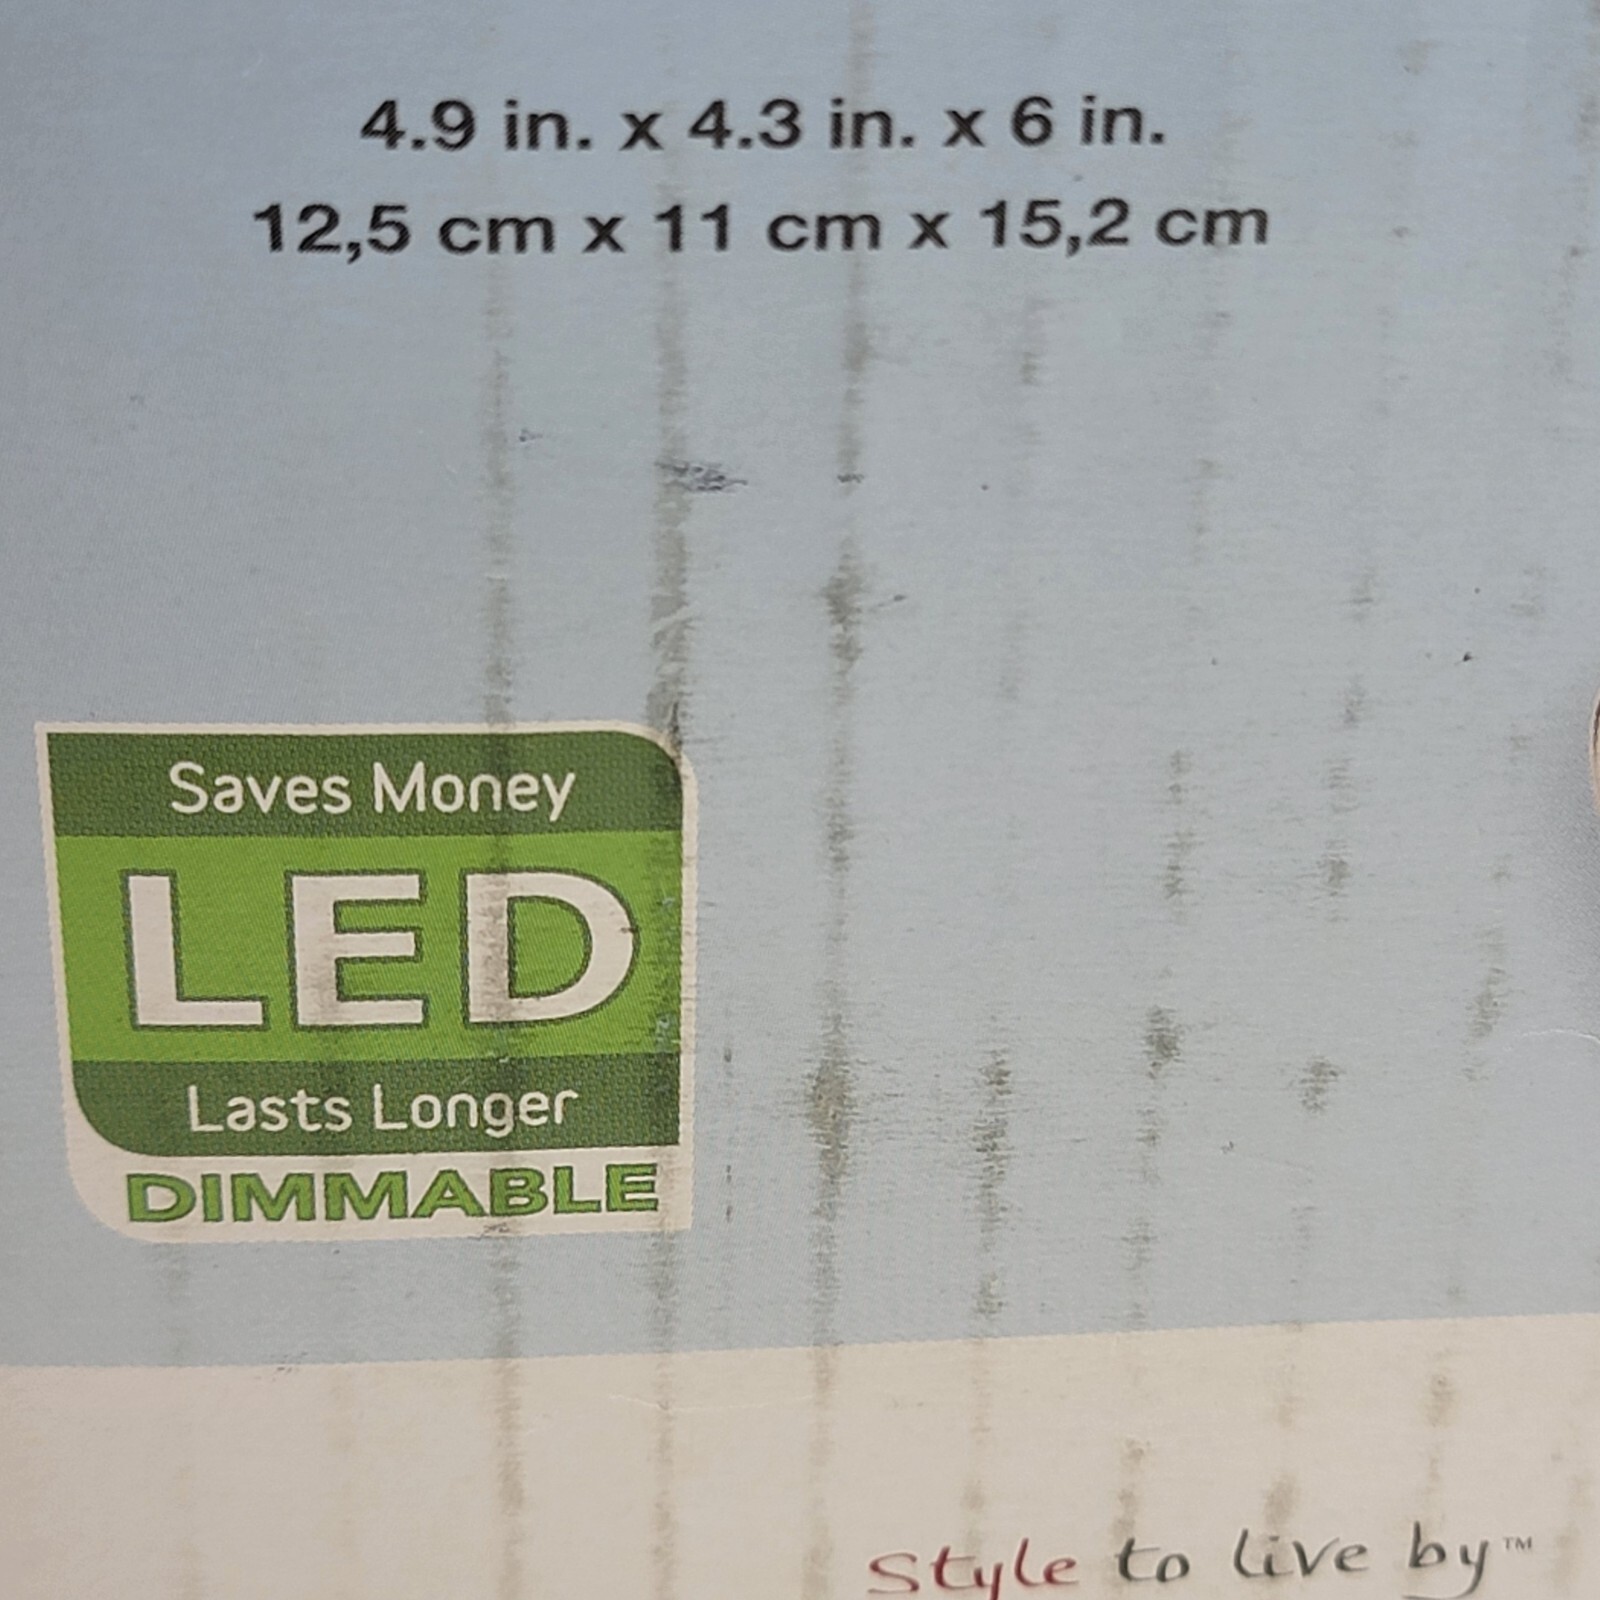 4.9 in. x 4.3 in. x 6 in.
12,5 cm x 11 cm x 15,2 cm
Saves Money
LED
Lasts Longer
DIMMABLE
Style to live by™